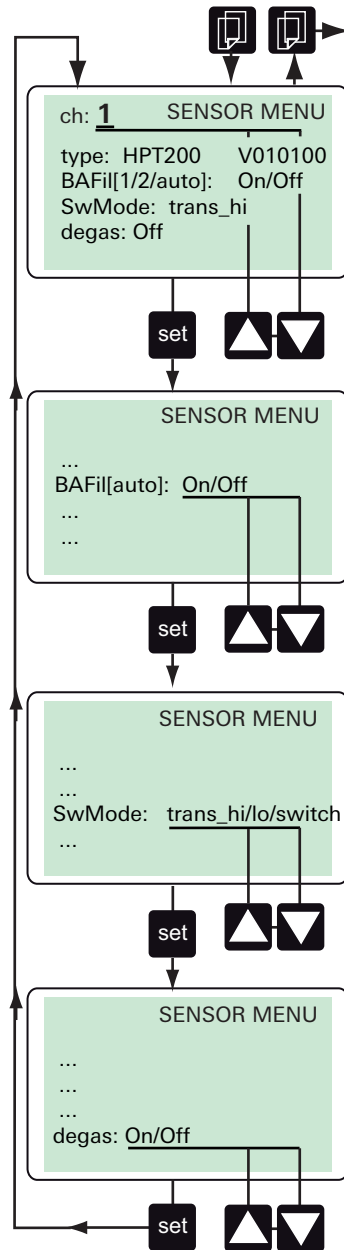 ch: 1 SENSOR MENU
type: HPT200 V010100
BAFil[1/2/auto]: On/Off
SwMode: trans_hi
degas: Off
set
SENSOR MENU
...
BAFil[auto]: On/Off
...
...
set
SENSOR MENU
...
...
SwMode: trans_hi/lo/switch
...
set
SENSOR MENU
...
...
...
degas: On/Off
set